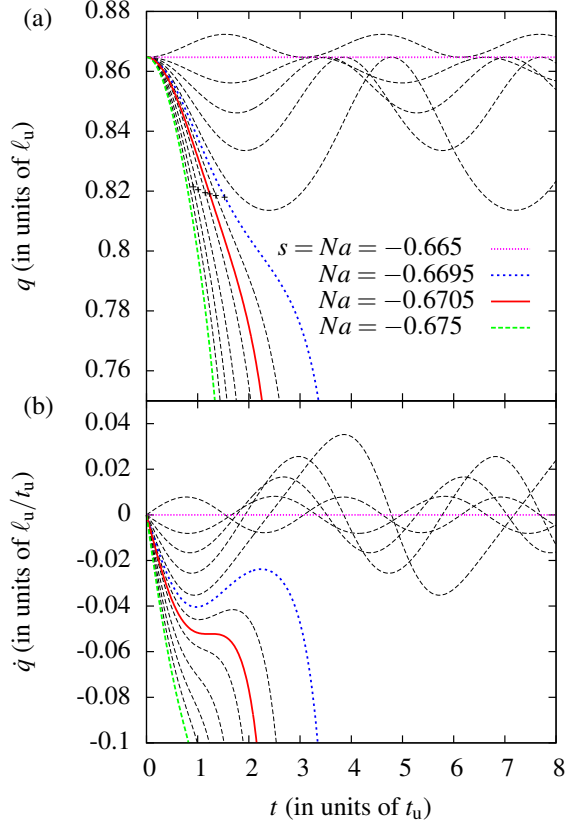 (a)
0.88
0.86
0.84
0.82
0.8
0.78
0.76
q (in units of ℓu)
s = Na = −0.665
Na = −0.6695
Na = −0.6705
Na = −0.675
(b)
0.04
0.02
0
-0.02
-0.04
-0.06
-0.08
-0.1
q̇ (in units of ℓu/tu)
0 1 2 3 4 5 6 7 8
t (in units of tu)